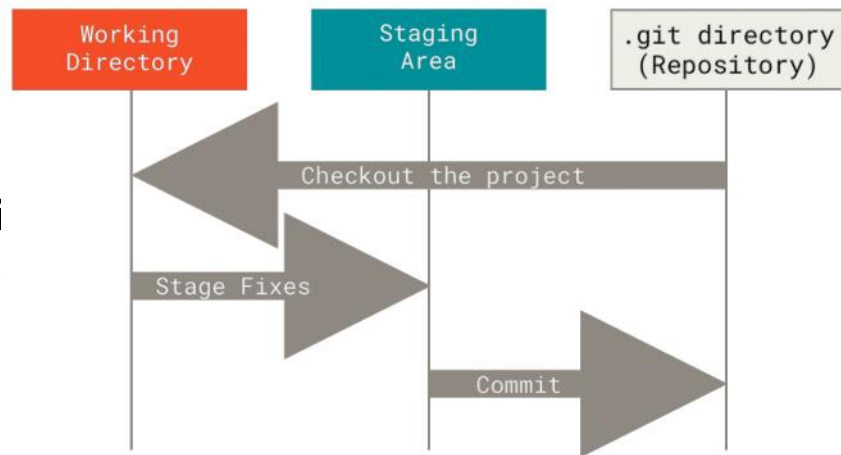 Working
Directory
Staging
Area
.git directory
(Repository)
Checkout the project
Stage Fixes
Commit